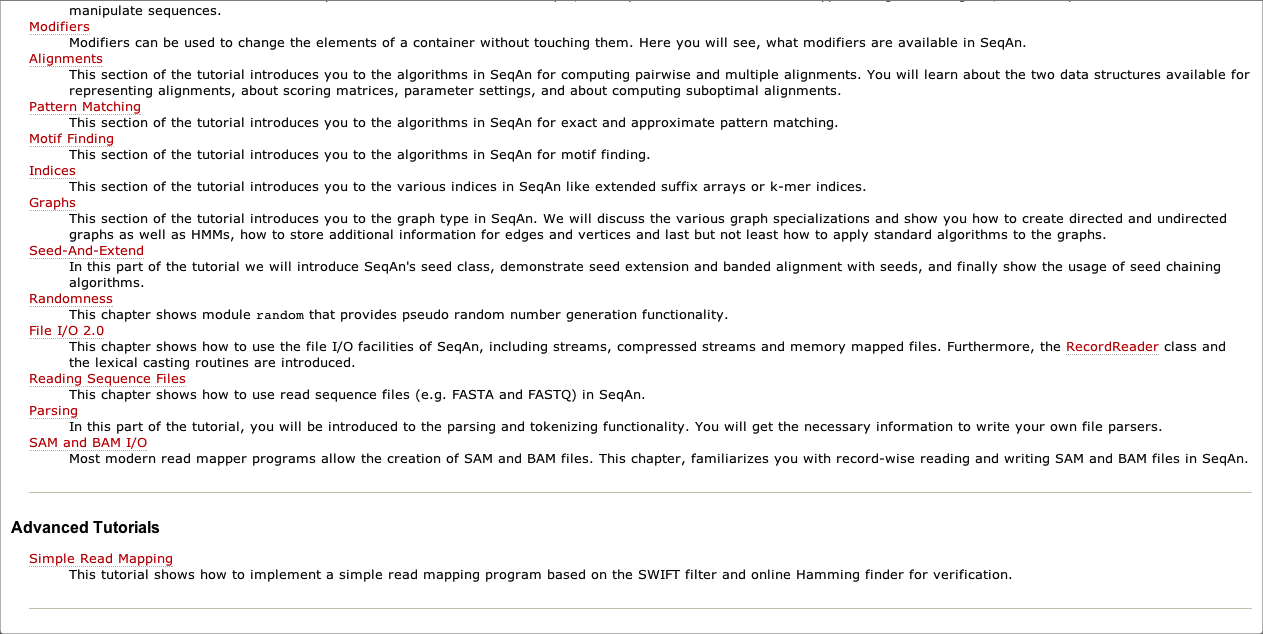 manipulate sequences.
Modifiers
Modifiers can be used to change the elements of a container without touching them. Here you will see, what modifiers are available in SeqAn.
Alignments
This section of the tutorial introduces you to the algorithms in SeqAn for computing pairwise and multiple alignments. You will learn about the two data structures available for
representing alignments, about scoring matrices, parameter settings, and about computing suboptimal alignments.
Pattern Matching
This section of the tutorial introduces you to the algorithms in SeqAn for exact and approximate pattern matching.
Motif Finding
This section of the tutorial introduces you to the algorithms in SeqAn for motif finding.
Indices
This section of the tutorial introduces you to the various indices in SeqAn like extended suffix arrays or k-mer indices.
Graphs
This section of the tutorial introduces you to the graph type in SeqAn. We will discuss the various graph specializations and show you how to create directed and undirected
graphs as well as HMMs, how to store additional information for edges and vertices and last but not least how to apply standard algorithms to the graphs.
Seed-And-Extend
In this part of the tutorial we will introduce SeqAn's seed class, demonstrate seed extension and banded alignment with seeds, and finally show the usage of seed chaining
algorithms.
Randomness
This chapter shows module random that provides pseudo random number generation functionality.
File I/O 2.0
This chapter shows how to use the file I/O facilities of SeqAn, including streams, compressed streams and memory mapped files. Furthermore, the RecordReader class and
the lexical casting routines are introduced.
Reading Sequence Files
This chapter shows how to use read sequence files (e.g. FASTA and FASTQ) in SeqAn.
Parsing
In this part of the tutorial, you will be introduced to the parsing and tokenizing functionality. You will get the necessary information to write your own file parsers.
SAM and BAM I/O
Most modern read mapper programs allow the creation of SAM and BAM files. This chapter, familiarizes you with record-wise reading and writing SAM and BAM files in SeqAn.
Advanced Tutorials
Simple Read Mapping
This tutorial shows how to implement a simple read mapping program based on the SWIFT filter and online Hamming finder for verification.